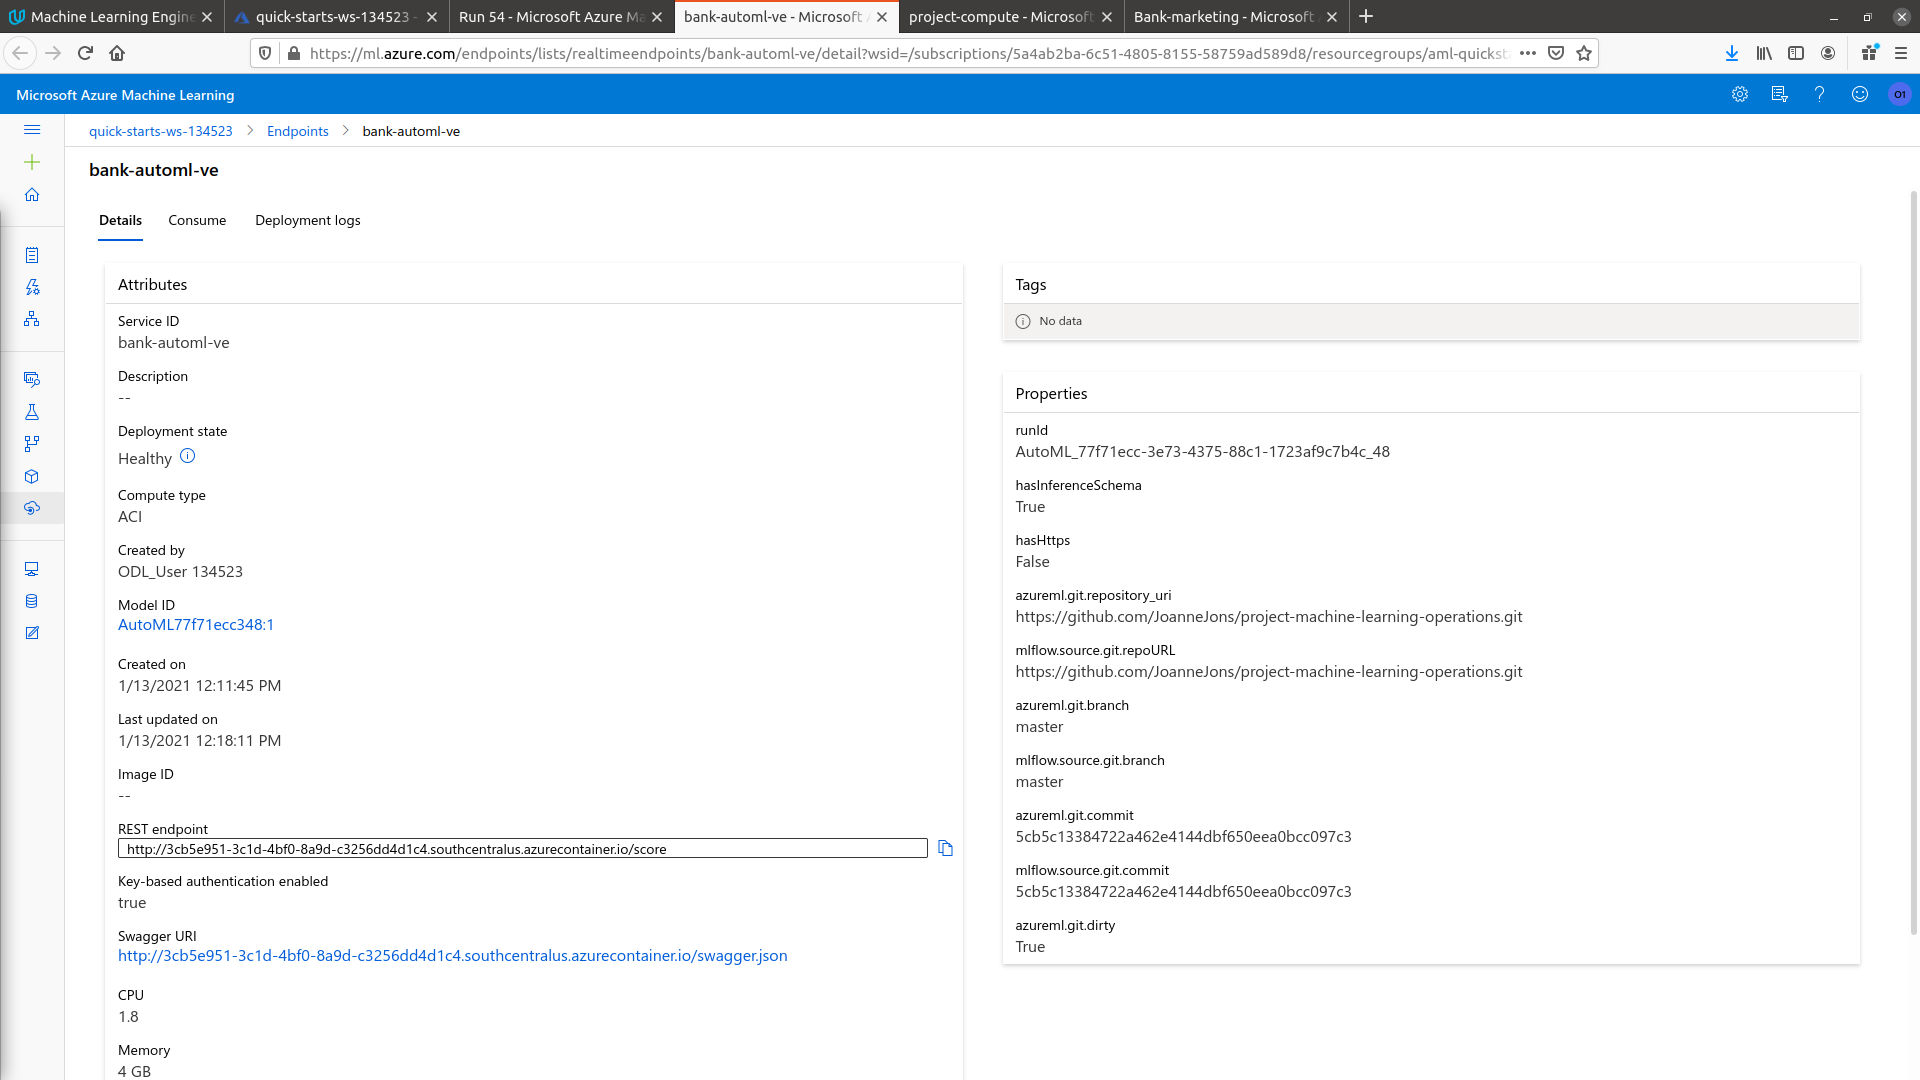 Machine Learning Engine
quick-starts-ws-134523 -
Run 54 - Microsoft Azure Ma
bank-automl-ve - Microsoft A
project-compute - Microsoft
Bank-marketing - Microsoft
https://ml.azure.com/endpoints/lists/realtimeendpoints/bank-automl-ve/detail?wsid=/subscriptions/5a4ab2ba-6c51-4805-8155-58759ad589d8/resourcegroups/aml-quicksta
Microsoft Azure Machine Learning
O1
quick-starts-ws-134523 > Endpoints > bank-automl-ve
bank-automl-ve
Details
Consume
Deployment logs
Attributes
Service ID
bank-automl-ve
Description
--
Deployment state
Healthy
Compute type
ACI
Created by
ODL_User 134523
Model ID
AutoML77f71ecc348:1
Created on
1/13/2021 12:11:45 PM
Last updated on
1/13/2021 12:18:11 PM
Image ID
--
REST endpoint
http://3cb5e951-3c1d-4bf0-8a9d-c3256dd4d1c4.southcentralus.azurecontainer.io/score
Key-based authentication enabled
true
Swagger URI
http://3cb5e951-3c1d-4bf0-8a9d-c3256dd4d1c4.southcentralus.azurecontainer.io/swagger.json
CPU
1.8
Memory
4 GB
Tags
No data
Properties
runId
AutoML_77f71ecc-3e73-4375-88c1-1723af9c7b4c_48
hasInferenceSchema
True
hasHttps
False
azureml.git.repository_uri
https://github.com/JoanneJons/project-machine-learning-operations.git
mlflow.source.git.repoURL
https://github.com/JoanneJons/project-machine-learning-operations.git
azureml.git.branch
master
mlflow.source.git.branch
master
azureml.git.commit
5cb5c13384722a462e4144dbf650eea0bcc097c3
mlflow.source.git.commit
5cb5c13384722a462e4144dbf650eea0bcc097c3
azureml.git.dirty
True